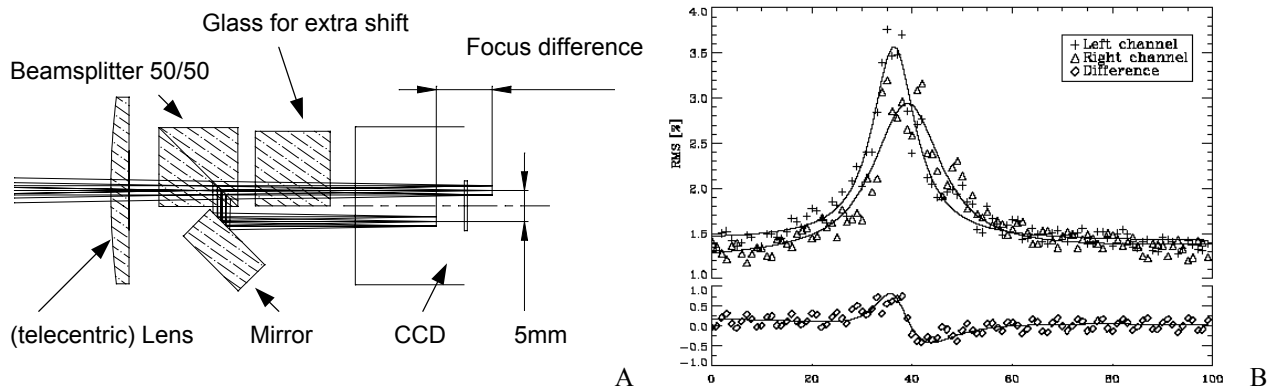 Glass for extra shift
Focus difference
Beamsplitter 50/50
(telecentric) Lens
Mirror
CCD
5mm
A
4.0
3.5
3.0
2.5
2.0
1.5
1.0
RMS [%]
Left channel
Right channel
Difference
1.0
0.5
0.0
-0.5
-1.0
0 20 40 60 80 100
B